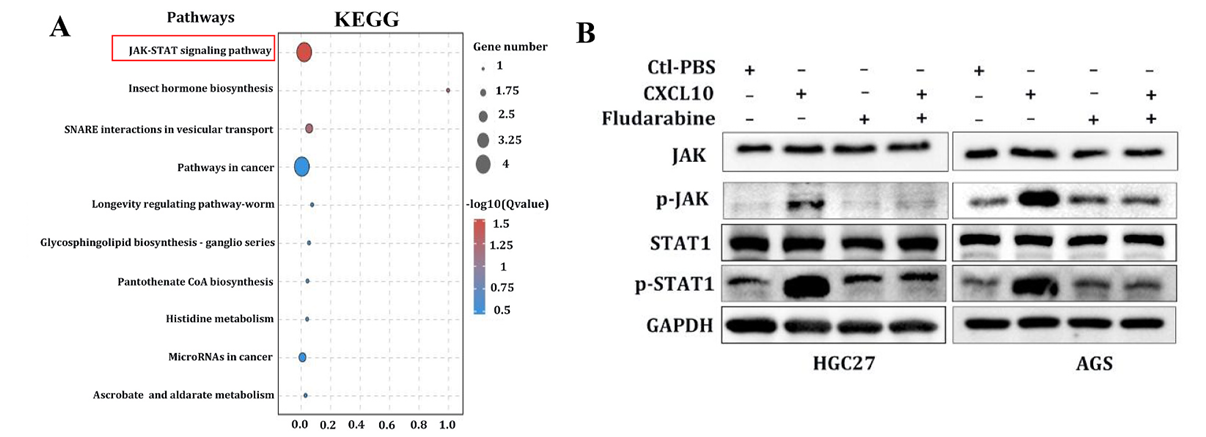 A
Pathways
KEGG
JAK-STAT signaling pathway
Insect hormone biosynthesis
SNARE interactions in vesicular transport
Pathways in cancer
Longevity regulating pathway-worm
Glycosphingolipid biosynthesis - ganglio series
Pantothenate CoA biosynthesis
Histidine metabolism
MicroRNAs in cancer
Ascrobate and aldarate metabolism
0.0 0.2 0.4 0.6 0.8 1.0
Gene number
1
1.75
2.5
3.25
4
-log10(Qvalue)
1.5
1.25
1
0.75
0.5
B
Ctl-PBS + - - - + - - -
CXCL10 - + - + - + - +
Fludarabine - - + + - - + +
JAK
p-JAK
STAT1
p-STAT1
GAPDH
HGC27 AGS